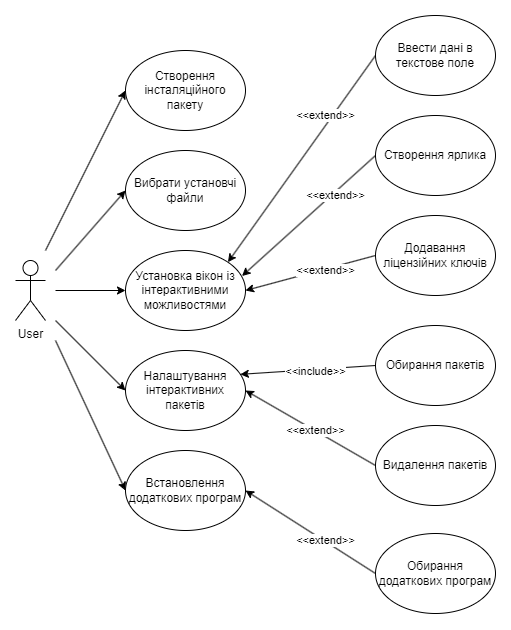 Створення
інсталяційного
пакету
Вибрати установчі
файли
Установка вікон із
інтерактивними
можливостями
Налаштування
інтерактивних
пакетів
Встановлення
додаткових програм
User
<<extend>>
<<extend>>
<<extend>>
<<include>>
<<extend>>
<<extend>>
Ввести дані в
текстове поле
Створення ярлика
Додавання
ліцензійних ключів
Обирання пакетів
Видалення пакетів
Обирання
додаткових програм